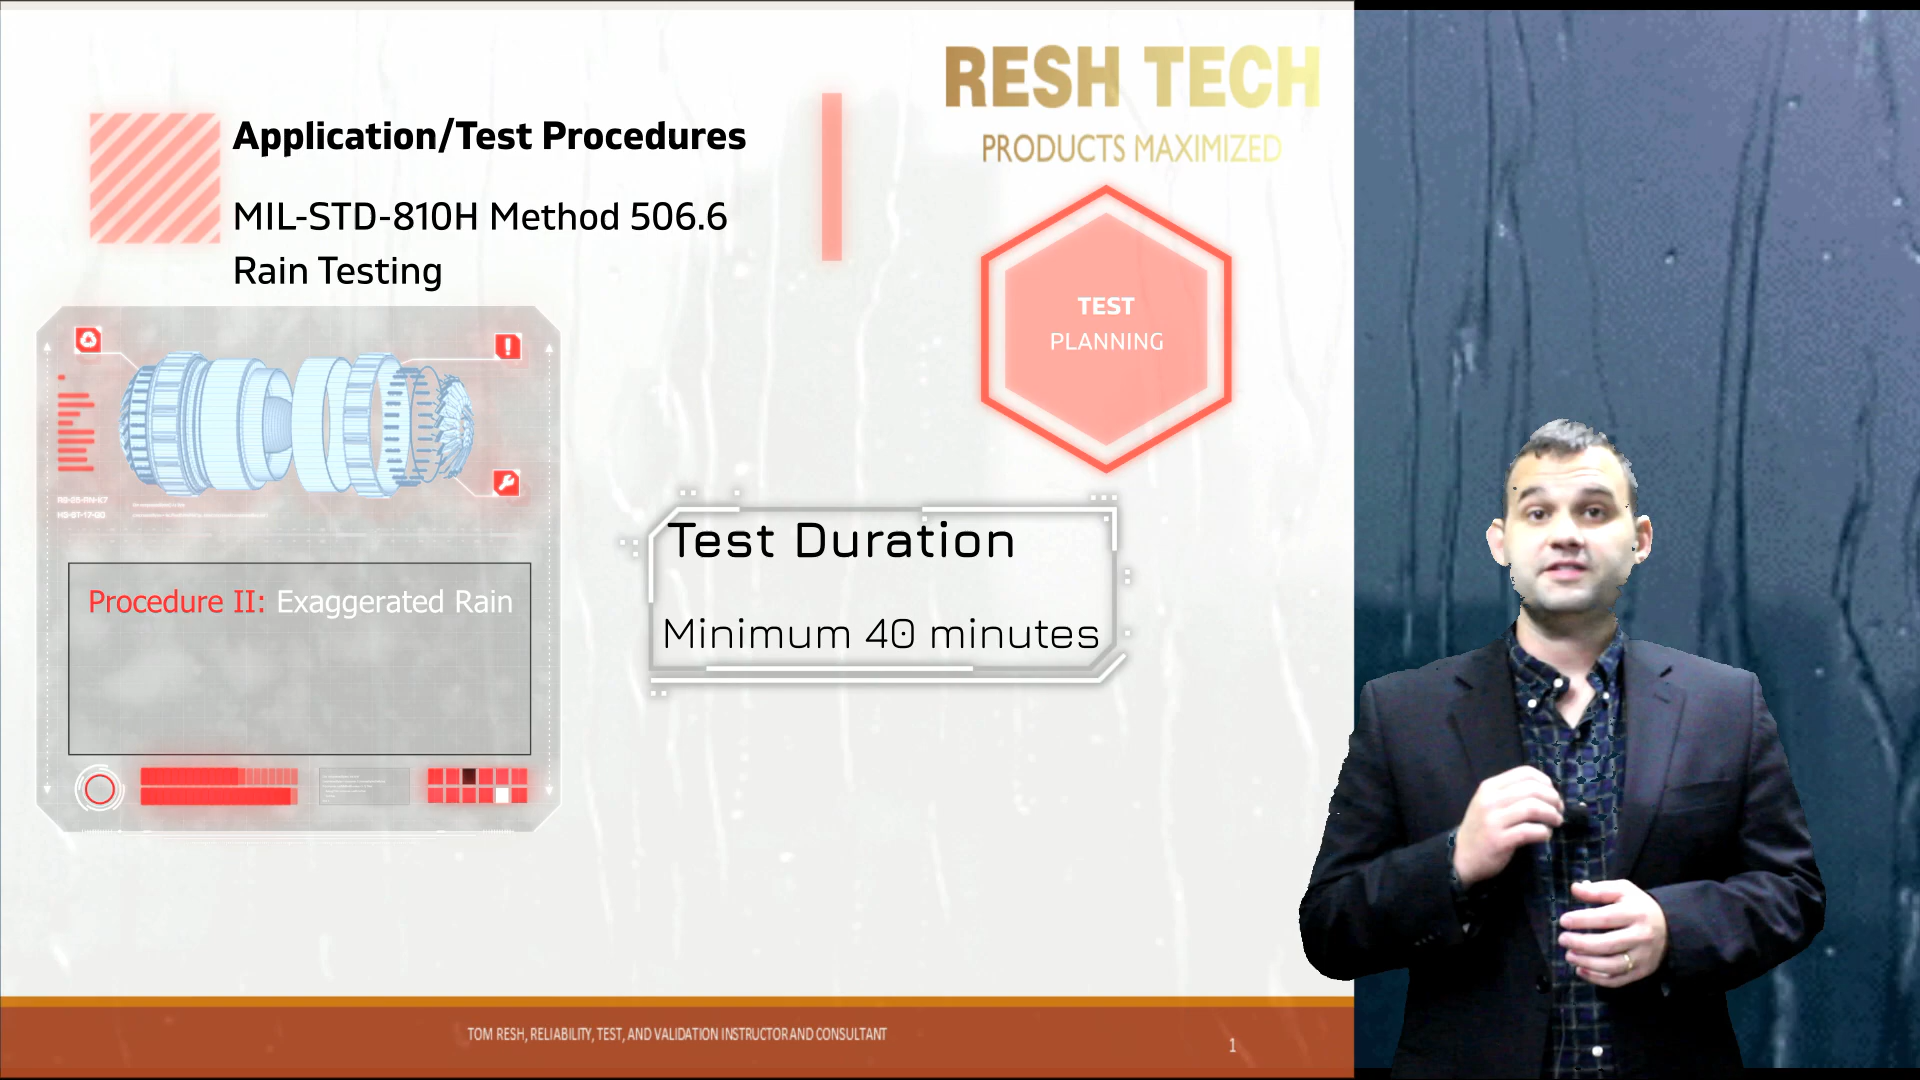 RESH TECH
PRODUCTS MAXIMIZED
Application/Test Procedures
MIL-STD-810H Method 506.6
Rain Testing
TEST
PLANNING
Test Duration
Minimum 40 minutes
Procedure II: Exaggerated Rain
TOM RESH, RELIABILITY, TEST, AND VALIDATION INSTRUCTOR AND CONSULTANT
1